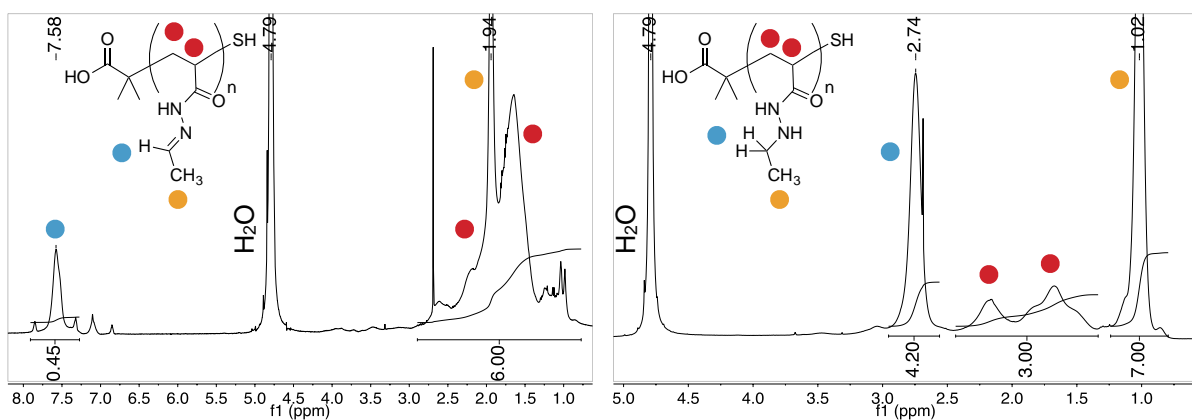 -7.58
-4.79
-1.94
O
HO
SH
n
O
HN
N
H
CH3
H2O
0.45
6.00
8.0 7.5 7.0 6.5 6.0 5.5 5.0 4.5 4.0 3.5 3.0 2.5 2.0 1.5 1.0
f1 (ppm)
-4.79
-2.74
-1.02
O
HO
SH
n
O
HN
NH
H
H
CH3
H2O
4.20
3.00
7.00
5.0 4.5 4.0 3.5 3.0 2.5 2.0 1.5 1.0
f1 (ppm)